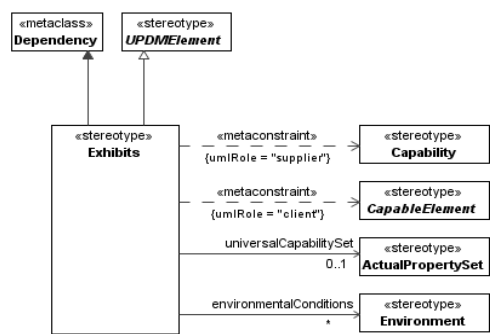 «metaclass»
Dependency
«stereotype»
UPDMElement
«stereotype»
Exhibits
«metaconstraint»
{umlRole = "supplier"}
«stereotype»
Capability
«metaconstraint»
{umlRole = "client"}
«stereotype»
CapableElement
universalCapabilitySet
0..1
«stereotype»
ActualPropertySet
environmentalConditions
*
«stereotype»
Environment